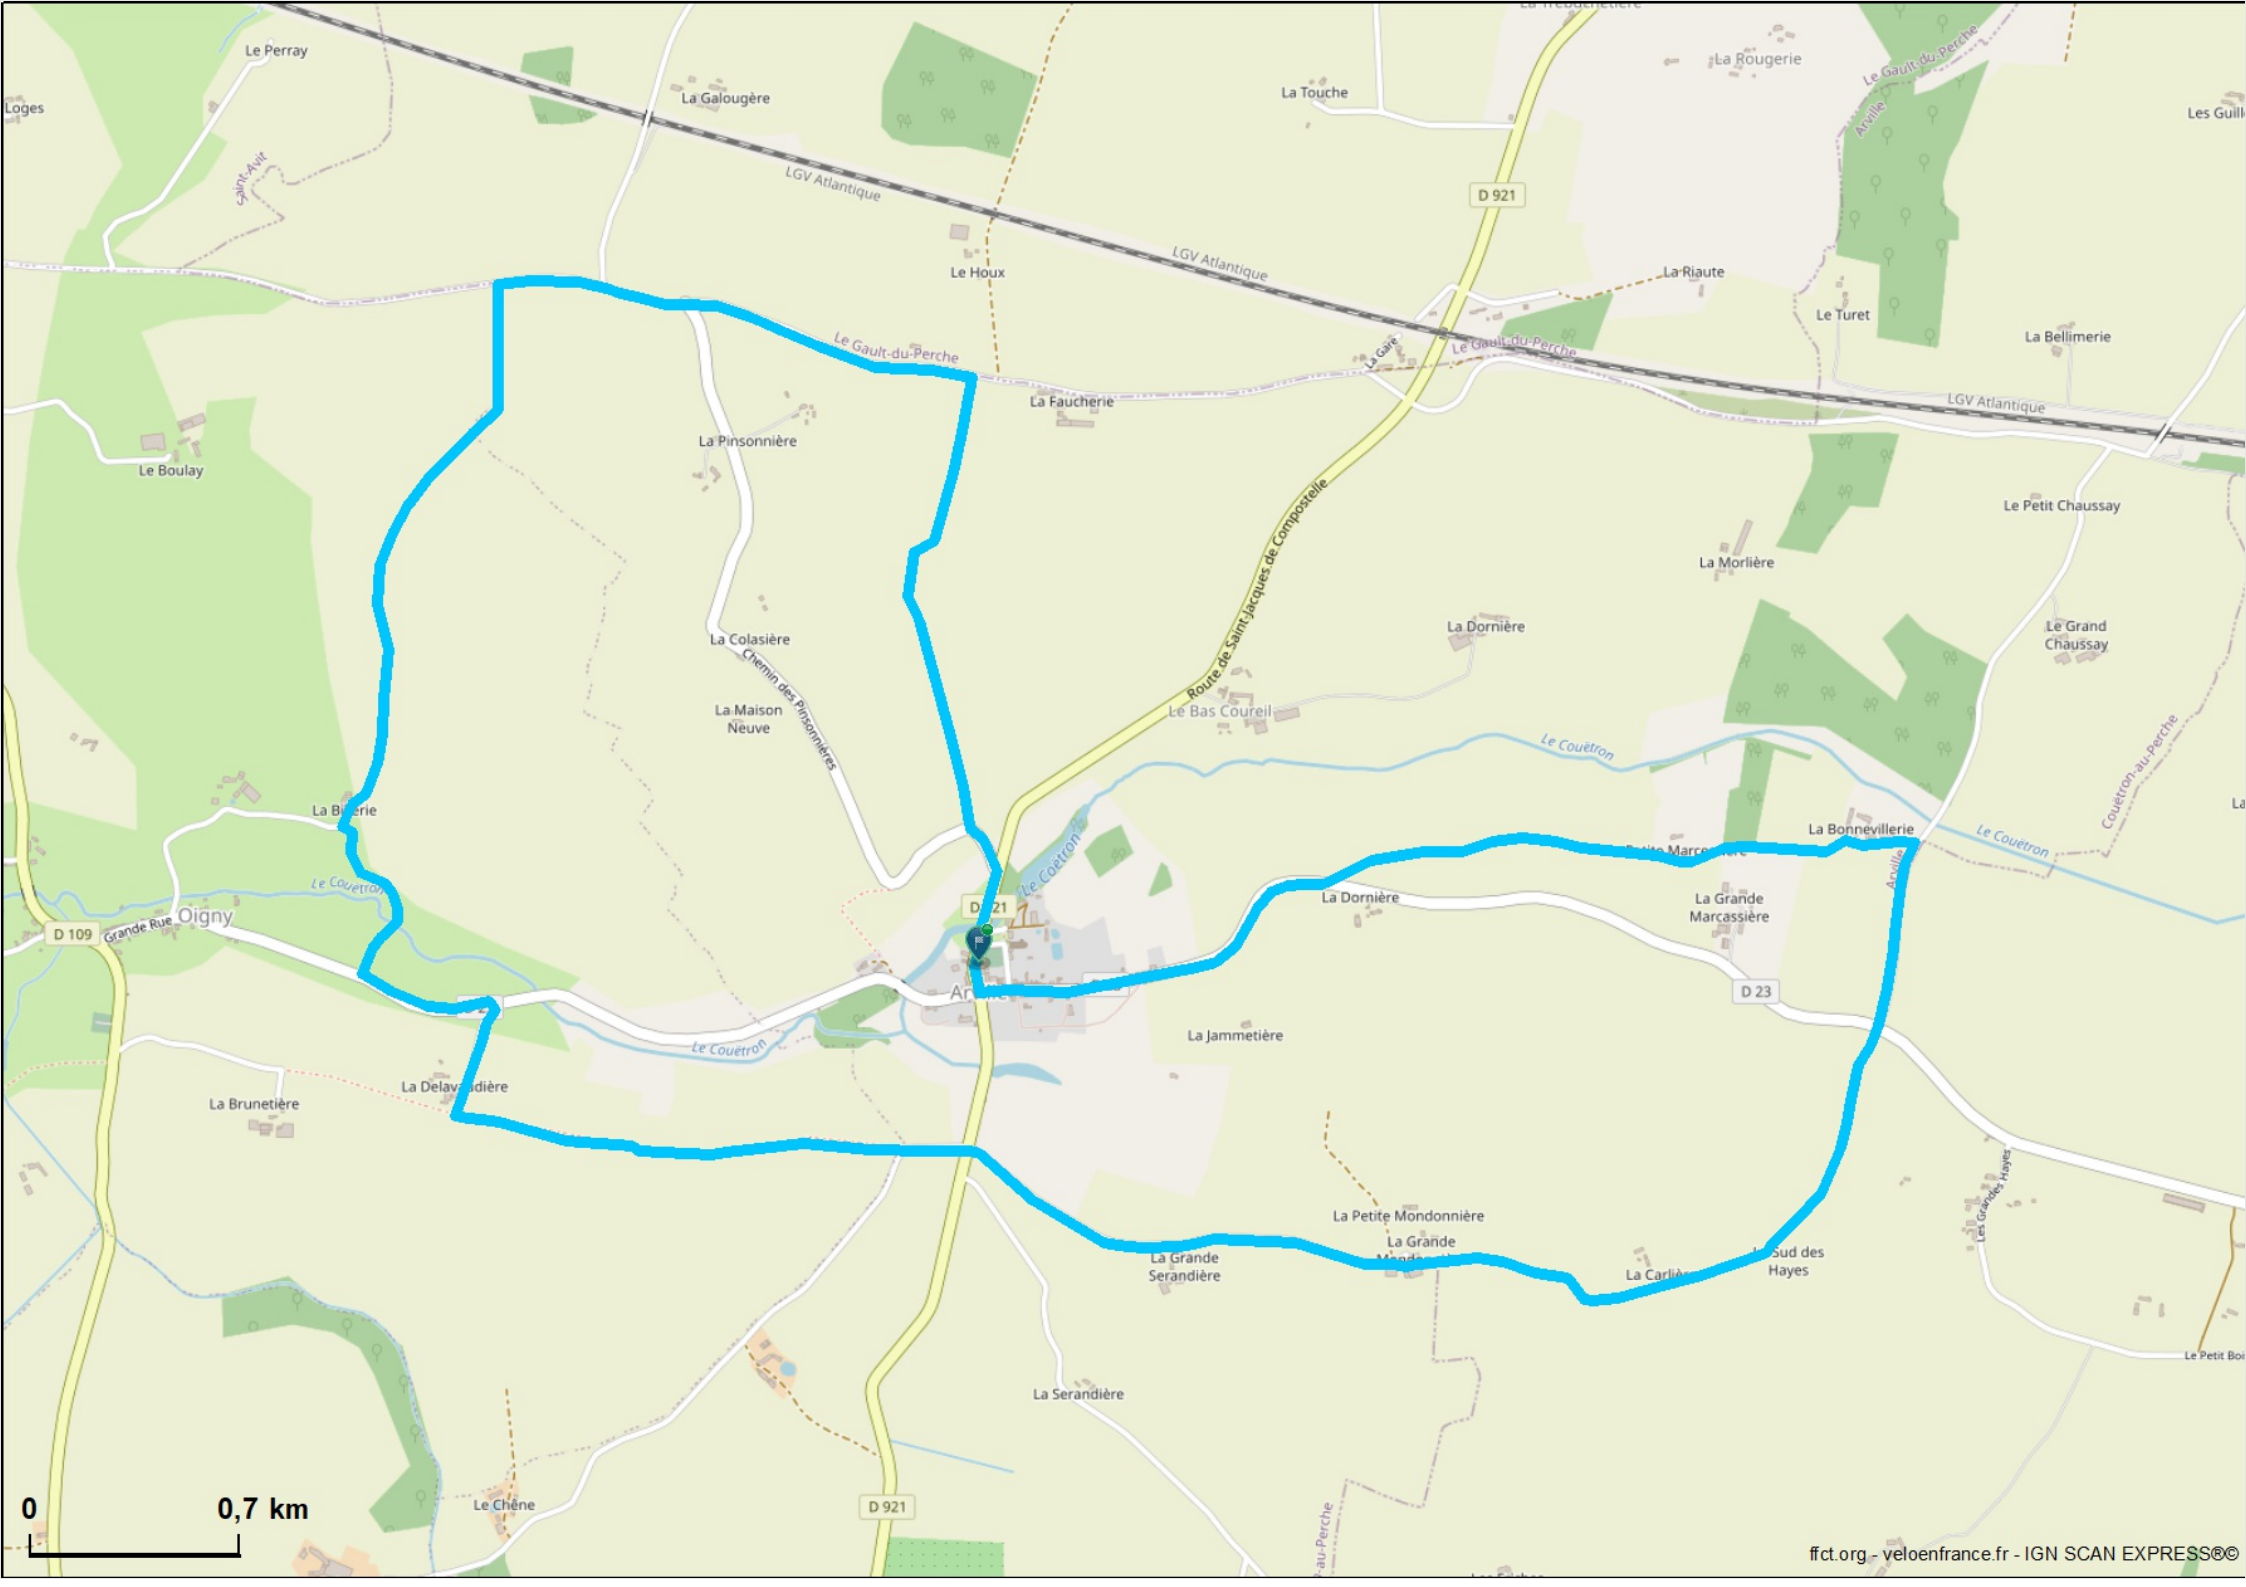 Le Perray
Loges
La Galougère
La Touche
La Rougerie
Le Gault-du-Perche
Arville
Saint-Avit
LGV Atlantique
D 921
LGV Atlantique
Le Houx
La Riaute
Le Turet
La Bellimerie
Le Gault-du-Perche
La Gare
Le Gault-du-Perche
LGV Atlantique
La Faucherie
La Pinsonnière
Le Boulay
Le Petit Chaussay
Route de Saint-Jacques de Compostelle
La Morlière
La Colasière
La Dornière
Le Grand
Chaussay
Chemin des Pinsonnières
La Maison
Neuve
Le Bas Coureil
Le Couëtron
Couëtron-au-Perche
La Bonnevillerie
Le Couëtron
Le Couëtron
Arville
Le Couëtron
La Grande
Marcassière
La Dornière
Oigny
Grande Rue
D 109
D 23
La Jammetière
Le Couëtron
La Brunetière
Les Grandes Hayes
La Petite Mondonnière
La Grande
La Grande
Serandière
Sud des
Hayes
Le Petit Boi
La Serandière
Le Chêne
D 921
au-Perche
0 0,7 km
ffct.org - veloenfrance.fr - IGN SCAN EXPRESS®©